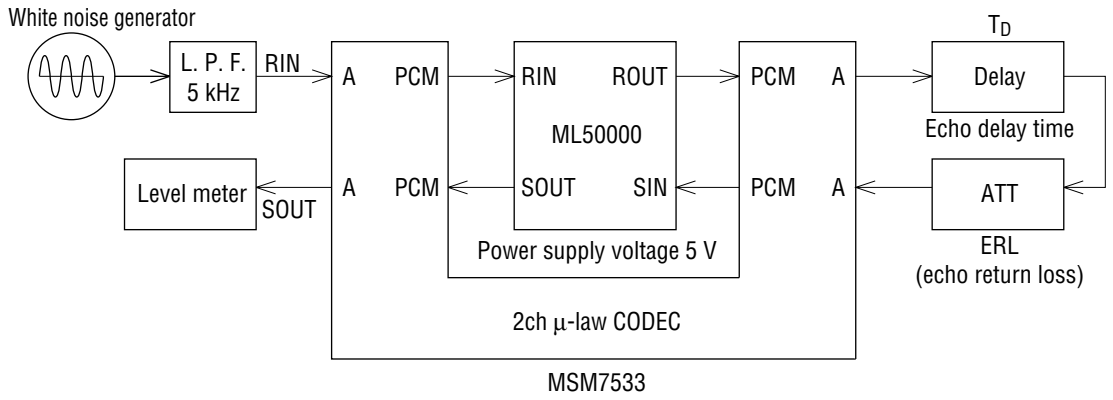 White noise generator
L. P. F.
5 kHz
RIN
A
PCM
RIN
ROUT
PCM
A
T_D
Delay
Echo delay time
ML50000
Level meter
SOUT
A
PCM
SOUT
SIN
PCM
A
ATT
ERL
(echo return loss)
Power supply voltage 5 V
2ch μ-law CODEC
MSM7533